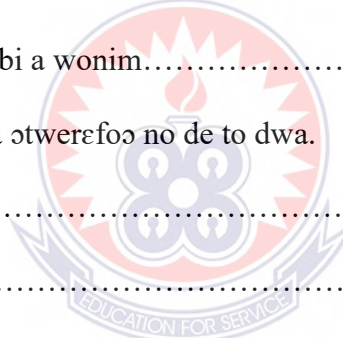 bi a wonim………………
ɔtwerɛfoɔ no de to dwa.
………………………………
………………………………
EDUCATION FOR SERVICE